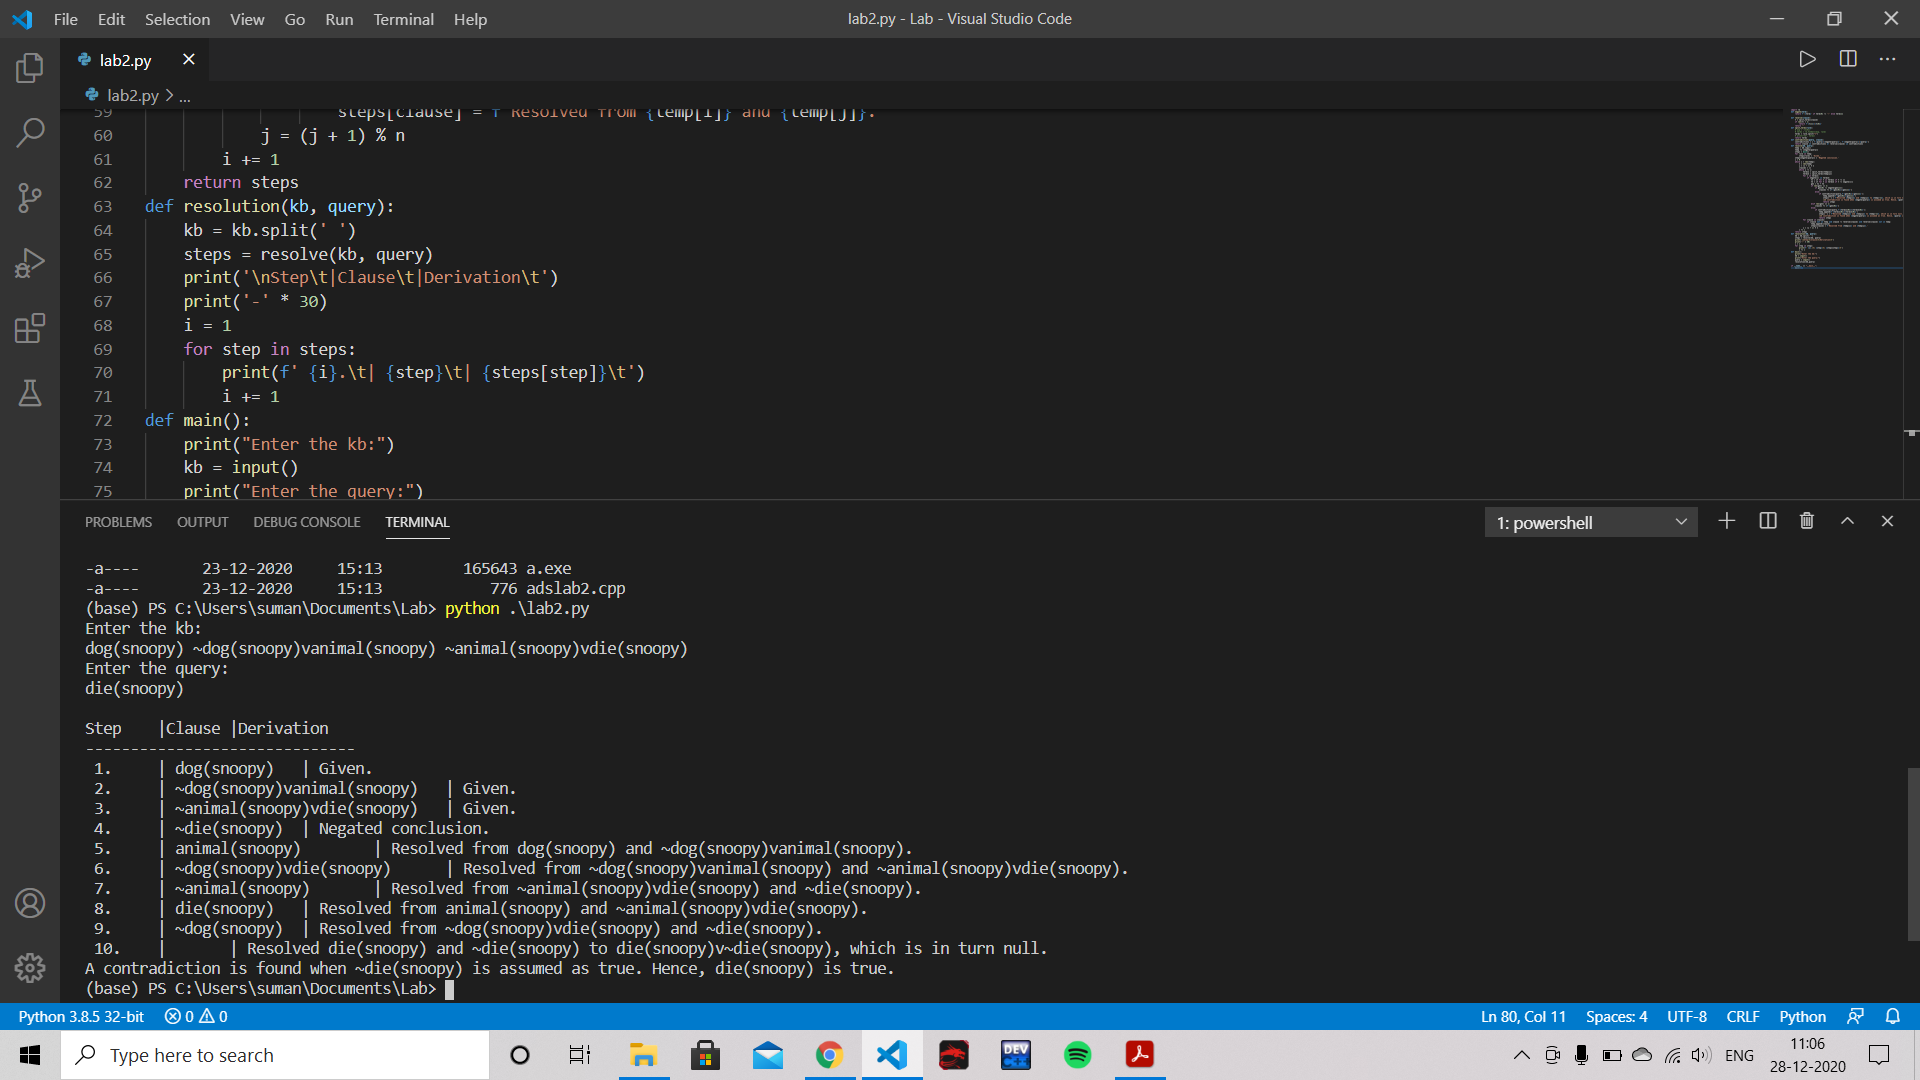 File Edit Selection View Go Run Terminal Help
lab2.py - Lab - Visual Studio Code
lab2.py
lab2.py > ...
59 steps[clause] = f'Resolved from {temp[i]} and {temp[j]}.'
60 j = (j + 1) % n
61 i += 1
62 return steps
63 def resolution(kb, query):
64 kb = kb.split(' ')
65 steps = resolve(kb, query)
66 print('\nStep\t|Clause\t|Derivation\t')
67 print('-' * 30)
68 i = 1
69 for step in steps:
70 print(f' {i}.\t| {step}\t| {steps[step]}\t')
71 i += 1
72 def main():
73 print("Enter the kb:")
74 kb = input()
75 print("Enter the query:")
PROBLEMS OUTPUT DEBUG CONSOLE TERMINAL
1: powershell
-a---- 23-12-2020 15:13 165643 a.exe
-a---- 23-12-2020 15:13 776 adslab2.cpp
(base) PS C:\Users\suman\Documents\Lab> python .\lab2.py
Enter the kb:
dog(snoopy) ~dog(snoopy)vanimal(snoopy) ~animal(snoopy)vdie(snoopy)
Enter the query:
die(snoopy)
Step |Clause |Derivation
------------------------------
1. | dog(snoopy) | Given.
2. | ~dog(snoopy)vanimal(snoopy) | Given.
3. | ~animal(snoopy)vdie(snoopy) | Given.
4. | ~die(snoopy) | Negated conclusion.
5. | animal(snoopy) | Resolved from dog(snoopy) and ~dog(snoopy)vanimal(snoopy).
6. | ~dog(snoopy)vdie(snoopy) | Resolved from ~dog(snoopy)vanimal(snoopy) and ~animal(snoopy)vdie(snoopy).
7. | ~animal(snoopy) | Resolved from ~animal(snoopy)vdie(snoopy) and ~die(snoopy).
8. | die(snoopy) | Resolved from animal(snoopy) and ~animal(snoopy)vdie(snoopy).
9. | ~dog(snoopy) | Resolved from ~dog(snoopy)vdie(snoopy) and ~die(snoopy).
10. | | Resolved die(snoopy) and ~die(snoopy) to die(snoopy)v~die(snoopy), which is in turn null.
A contradiction is found when ~die(snoopy) is assumed as true. Hence, die(snoopy) is true.
(base) PS C:\Users\suman\Documents\Lab>
Python 3.8.5 32-bit 0 0 Ln 80, Col 11 Spaces: 4 UTF-8 CRLF Python
Type here to search
DEV C++
ENG
11:06
28-12-2020